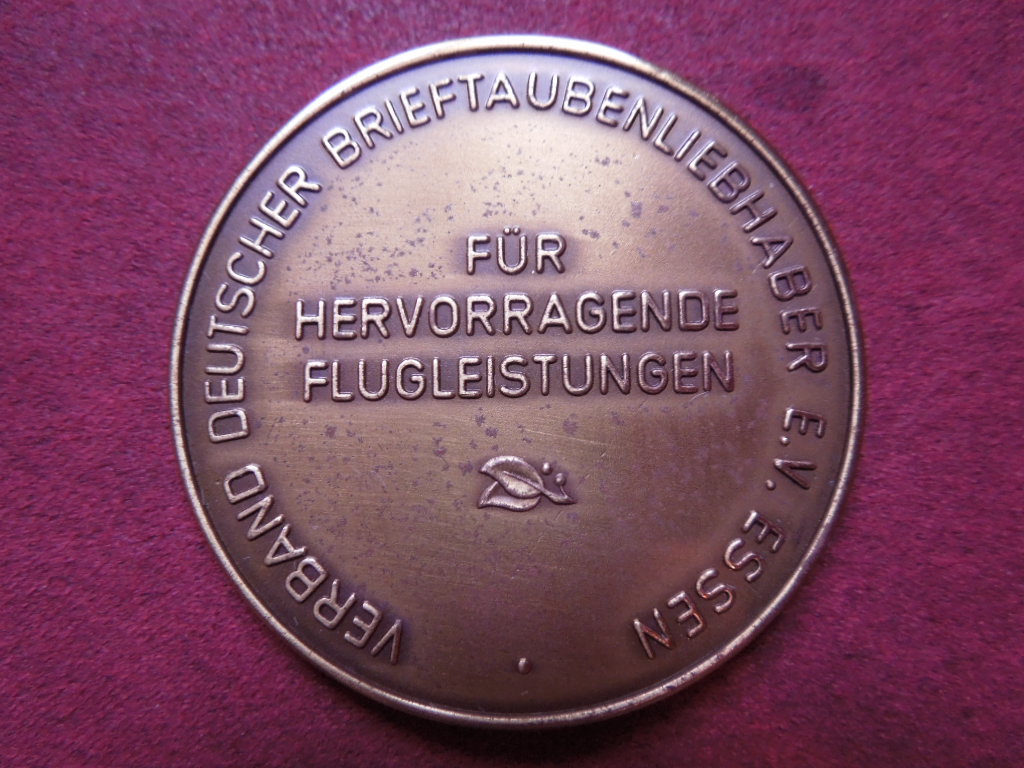 VERBAND DEUTSCHER BRIEFTAUBENLIEBHABER E.V. ESSEN
FÜR
HERVORRAGENDE
FLUGLEISTUNGEN